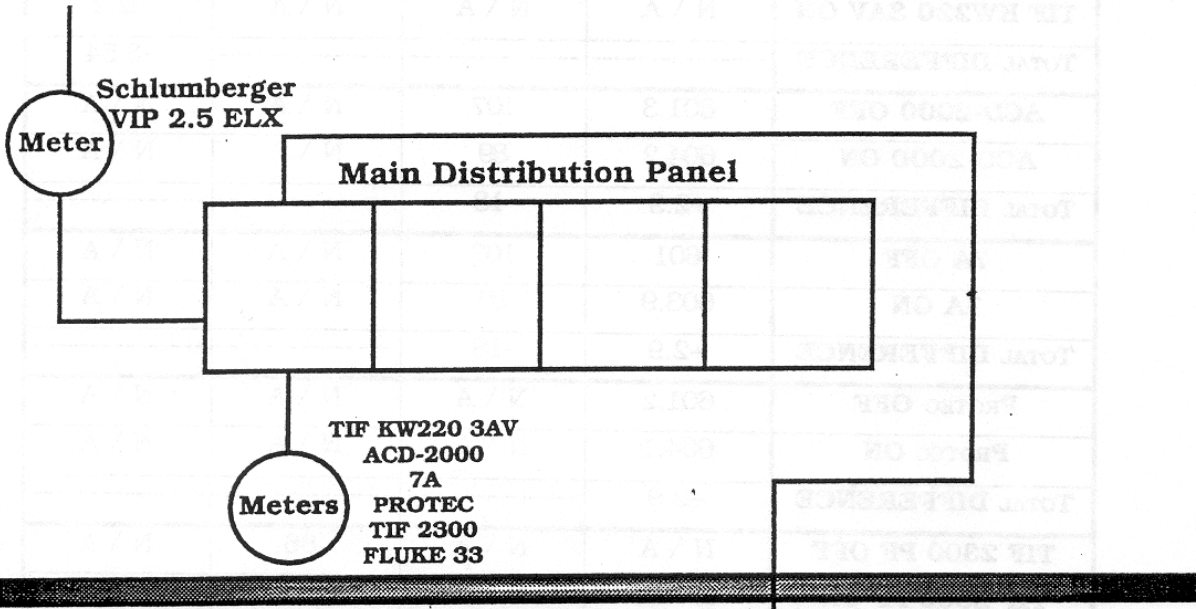 Schlumberger
VIP 2.5 ELX
Meter
Main Distribution Panel
TIF KW220 3AV
ACD-2000
7A
Meters
PROTEC
TIF 2300
FLUKE 33